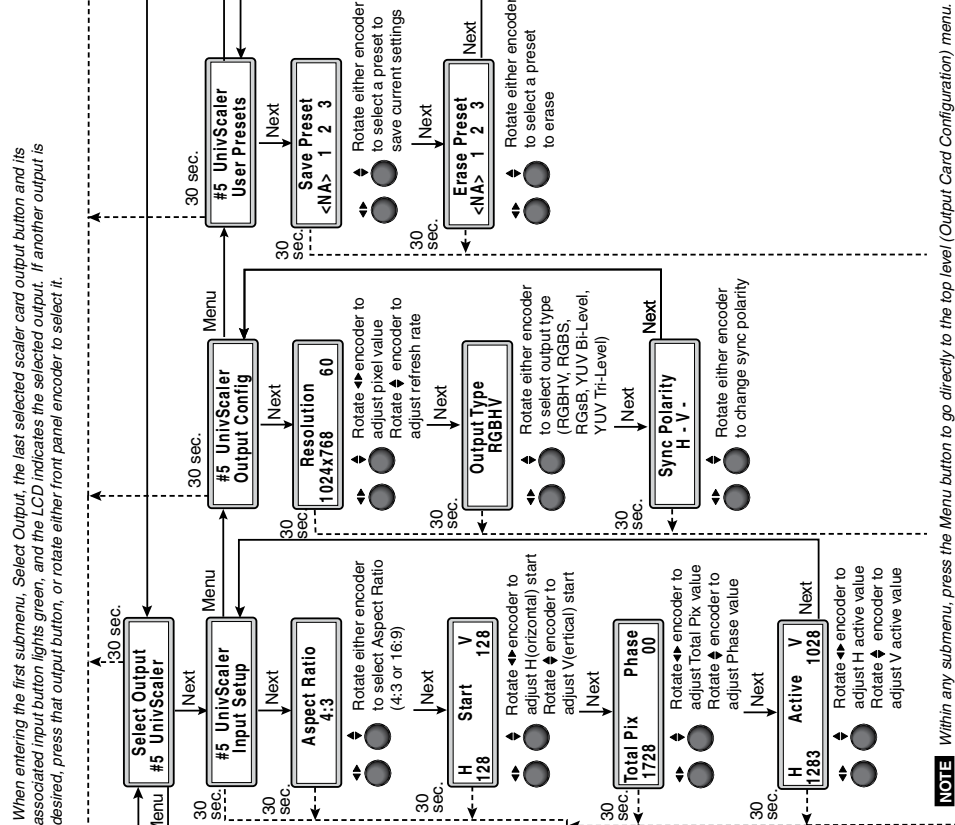 When entering the first submenu, Select Output, the last selected scaler card output button and its
associated input button lights green, and the LCD indicates the selected output. If another output is
desired, press that output button, or rotate either front panel encoder to select it.
30 sec.
Select Output
#5 UnivScaler
Menu
Next
Menu
#5 UnivScaler
Input Setup
30
sec.
Next
Aspect Ratio
4:3
Rotate either encoder
to select Aspect Ratio
(4:3 or 16:9)
Next
H Start V
128 128
Rotate encoder to
adjust H(orizontal) start
Rotate encoder to
adjust V(ertical) start
Next
30
sec.
Total Pix Phase
1728 00
Rotate encoder to
adjust Total Pix value
Rotate encoder to
adjust Phase value
Next
30
sec.
H Active V
1283 1028
Next
Rotate encoder to
adjust H active value
Rotate encoder to
adjust V active value
30 sec.
Menu
#5 UnivScaler
Output Config
Next
30
sec.
Resolution
1024x768 60
Rotate encoder to
adjust pixel value
Rotate encoder to
adjust refresh rate
Next
30
sec.
Output Type
RGBHV
Rotate either encoder
to select output type
(RGBHV, RGBS,
RGsB, YUV Bi-Level,
YUV Tri-Level)
Next
30
sec.
Sync Polarity
H - V -
Next
Rotate either encoder
to change sync polarity
30 sec.
#5 UnivScaler
User Presets
Next
30
sec.
Save Preset
<NA> 1 2 3
Rotate either encoder
to select a preset to
save current settings
Next
30
sec.
Erase Preset
<NA> 1 2 3
Next
Rotate either encoder
to select a preset
to erase
NOTE Within any submenu, press the Menu button to go directly to the top level (Output Card Configuration) menu.